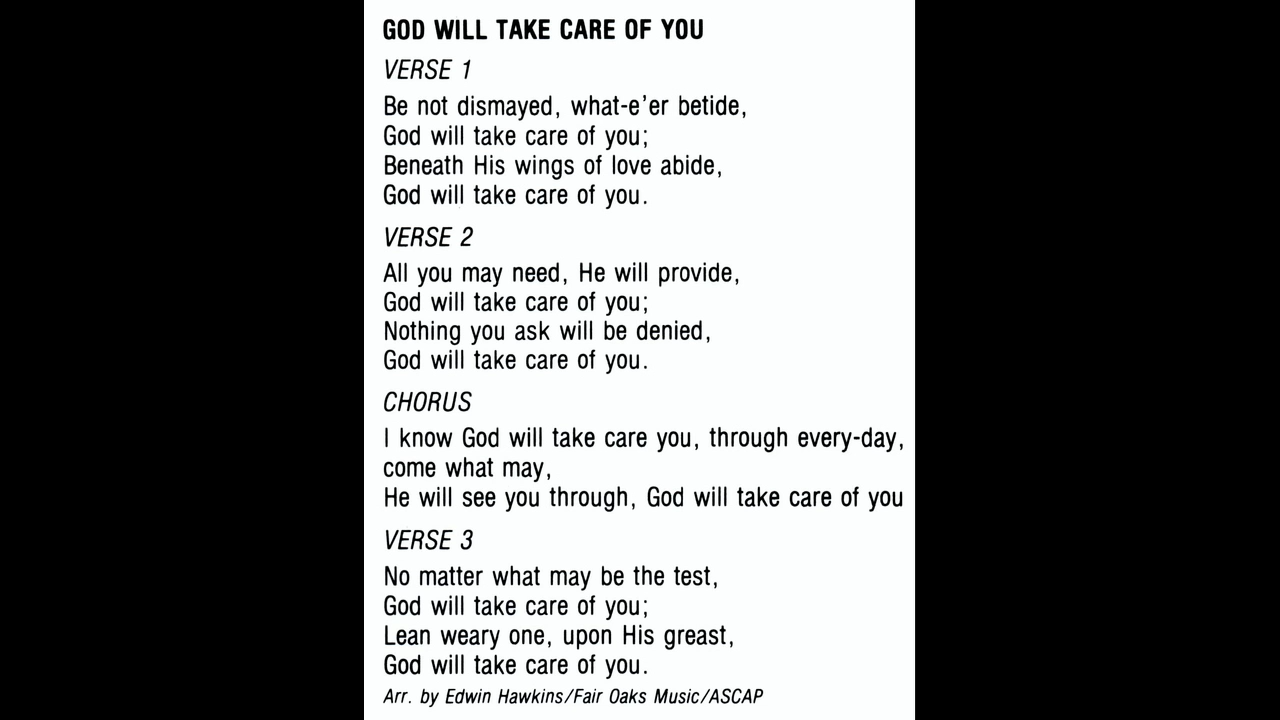 GOD WILL TAKE CARE OF YOU
VERSE 1
Be not dismayed, what-e'er betide,
God will take care of you;
Beneath His wings of love abide,
God will take care of you.
VERSE 2
All you may need, He will provide,
God will take care of you;
Nothing you ask will be denied,
God will take care of you.
CHORUS
I know God will take care you, through every-day,
come what may,
He will see you through, God will take care of you
VERSE 3
No matter what may be the test,
God will take care of you;
Lean weary one, upon His greast,
God will take care of you.
Arr. by Edwin Hawkins/Fair Oaks Music/ASCAP